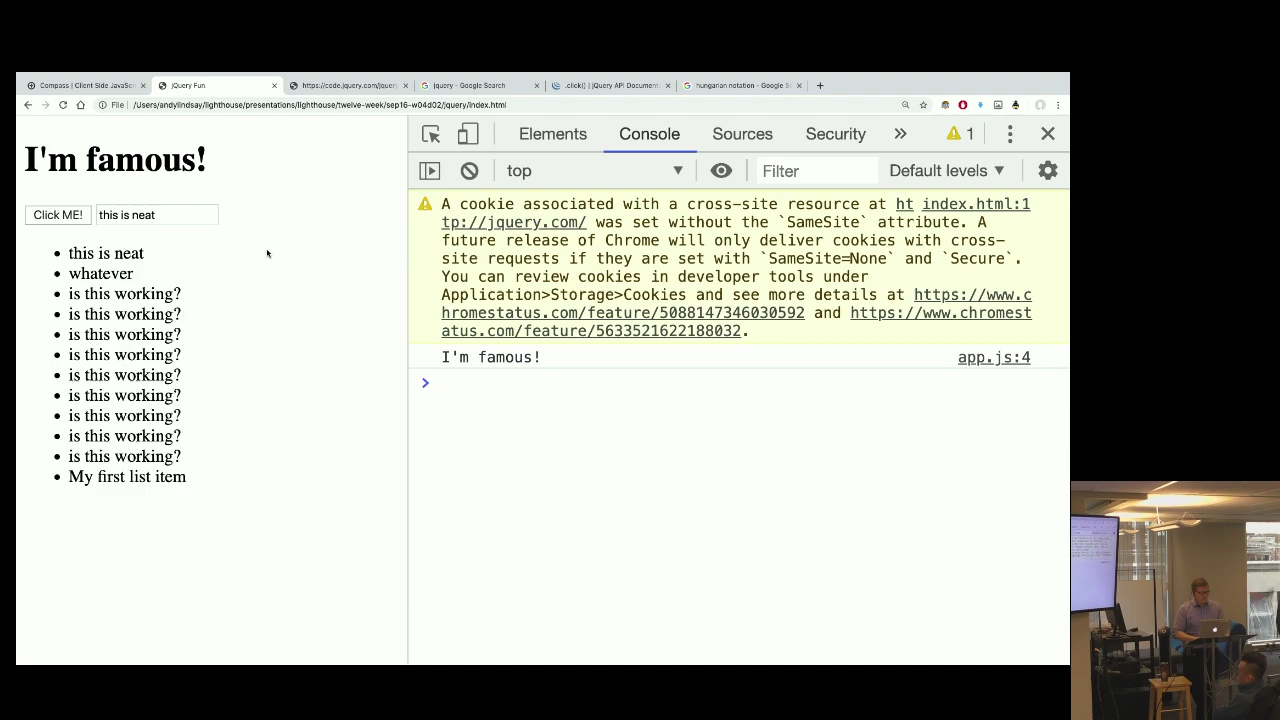 Compass | Client Side JavaScri
jQuery Fun
https://code.jquery.com/jquery
jquery - Google Search
.click() | jQuery API Document
hungarian notation - Google Se
File
/Users/andylindsay/lighthouse/presentations/lighthouse/twelve-week/sep16-w04d02/jquery/index.html
I'm famous!
Click ME!
this is neat
this is neat
whatever
is this working?
is this working?
is this working?
is this working?
is this working?
is this working?
is this working?
is this working?
is this working?
My first list item
Elements Console Sources Security » 1
top Filter Default levels
A cookie associated with a cross-site resource at ht index.html:1
tp://jquery.com/ was set without the `SameSite` attribute. A
future release of Chrome will only deliver cookies with cross-
site requests if they are set with `SameSite=None` and `Secure`.
You can review cookies in developer tools under
Application>Storage>Cookies and see more details at https://www.c
hromestatus.com/feature/5088147346030592 and https://www.chromest
atus.com/feature/5633521622188032.
I'm famous! app.js:4